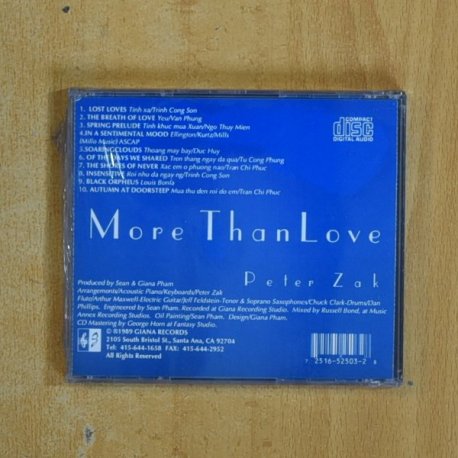 1. LOST LOVES Tinh xa/Trinh Cong Son
2. THE BREATH OF LOVE Yeu/Van Phung
3. SPRING PRELUDE Tinh khuc mua Xuan/Ngo Thuy Mien
4.IN A SENTIMENTAL MOOD Ellington/Kurtz/Mills
(Mills Music) ASCAP
5.SOARING CLOUDS Thoang may bay/Duc Huy
6. OF THE DAYS WE SHARED Tren thang ngay da qua/Tu Cong Phung
7. THE SHORES OF NEVER Xac em o phuong nao/Tran Chi Phuc
8. INSENSITIVE Roi nhu da ngay ng/Trinh Cong Son
9. BLACK ORPHEUS Louis Bonfa
10. AUTUMN AT DOORSTEP Mua thu den roi do em/Tran Chi Phuc
COMPACT
disc
DIGITAL AUDIO
More Than Love
Peter Zak
Produced by Sean & Giana Pham
Arrangements/Acoustic Piano/Keyboards/Peter Zak
Flute/Arthur Maxwell-Electric Guitar/Jeff Feldstein-Tenor & Soprano Saxophones/Chuck Clark-Drums/Dan
Phillips. Engineered by Sean Pham. Recorded at Giana Recording Studio. Mixed by Russell Bond, at Music
Annex Recording Studios. Oil Painting/Sean Pham. Design/Giana Pham.
CD Mastering by George Horn at Fantasy Studio.
© ®1989 GIANA RECORDS
2105 South Bristol St., Santa Ana, CA 92704
Tel: 415-644-1658 FAX: 415-644-2952
All Rights Reserved
7 2516-52503-2 8